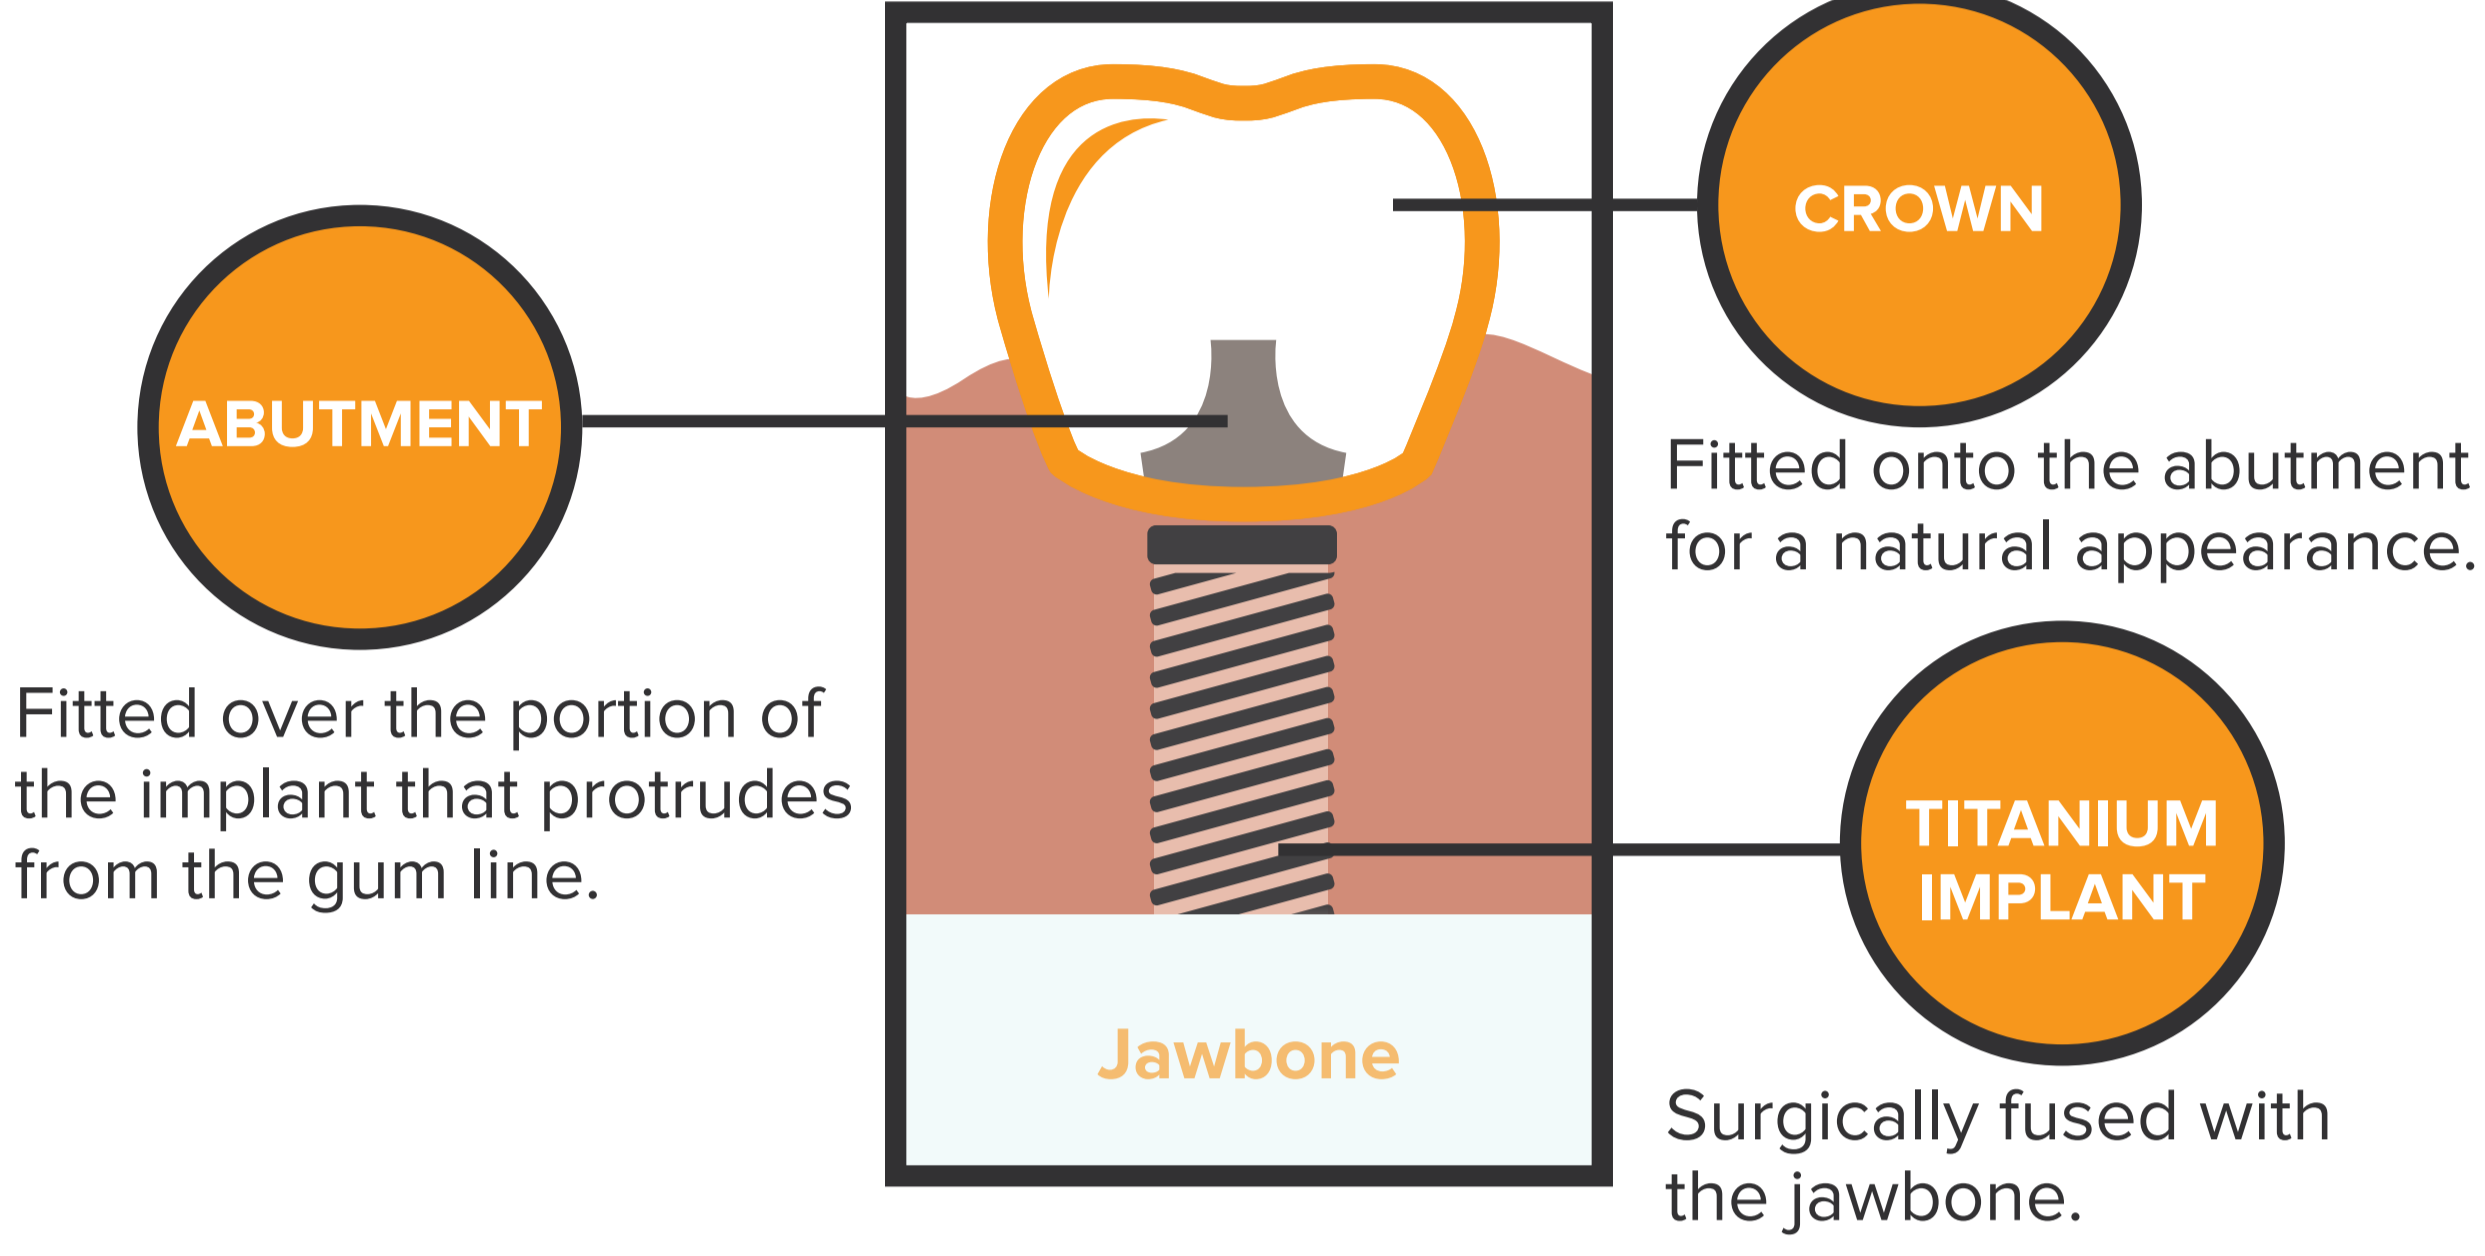 ABUTMENT
Fitted over the portion of
the implant that protrudes
from the gum line.
CROWN
Fitted onto the abutment
for a natural appearance.
TITANIUM
IMPLANT
Surgically fused with
the jawbone.
Jawbone